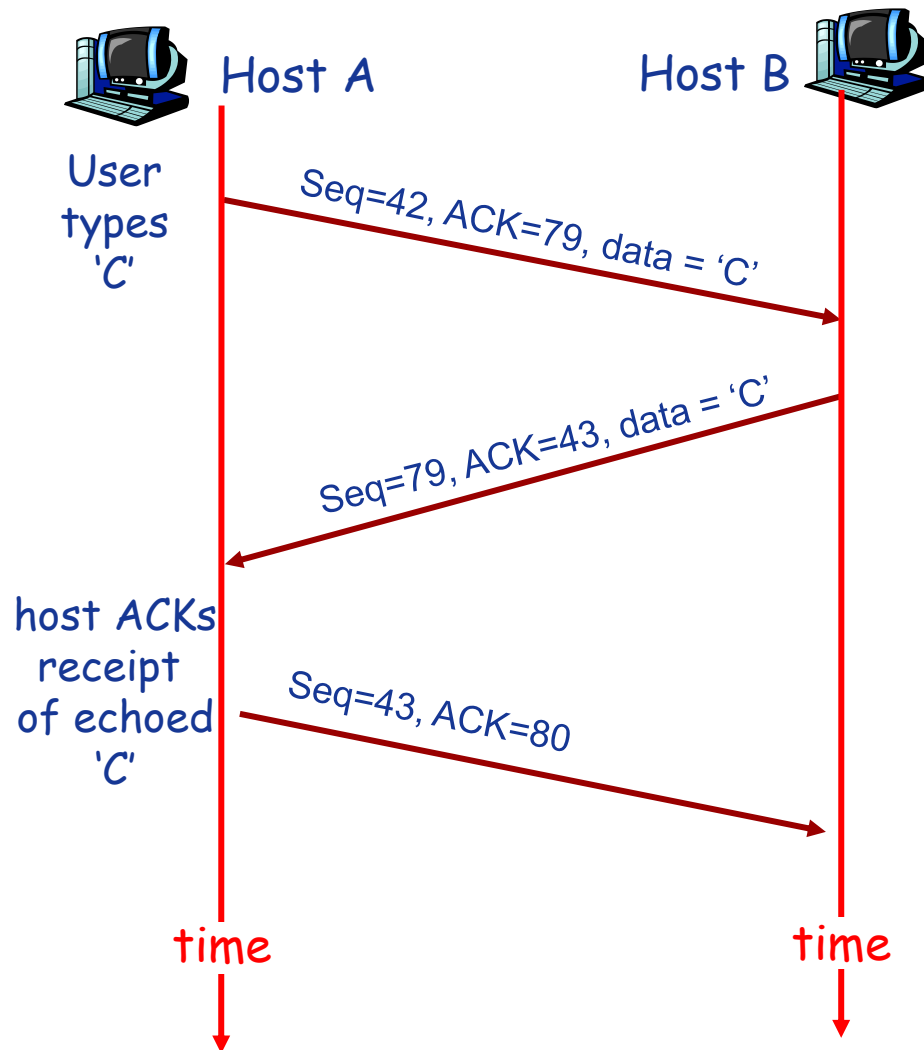 Host A
Host B
User
types
‘C’
Seq=42, ACK=79, data = ‘C’
Seq=79, ACK=43, data = ‘C’
host ACKs
receipt
of echoed
‘C’
Seq=43, ACK=80
time
time